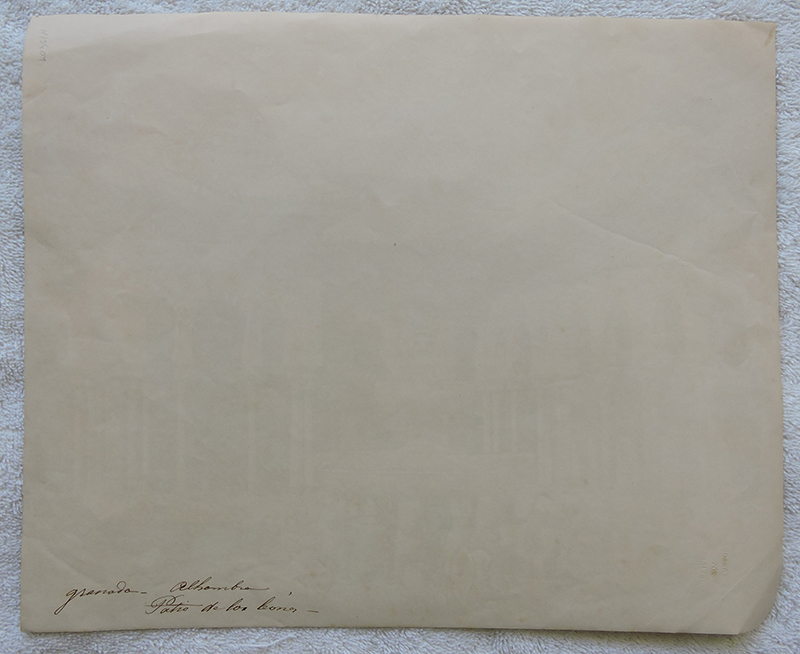 granada - alhambra
Patio de los leones -